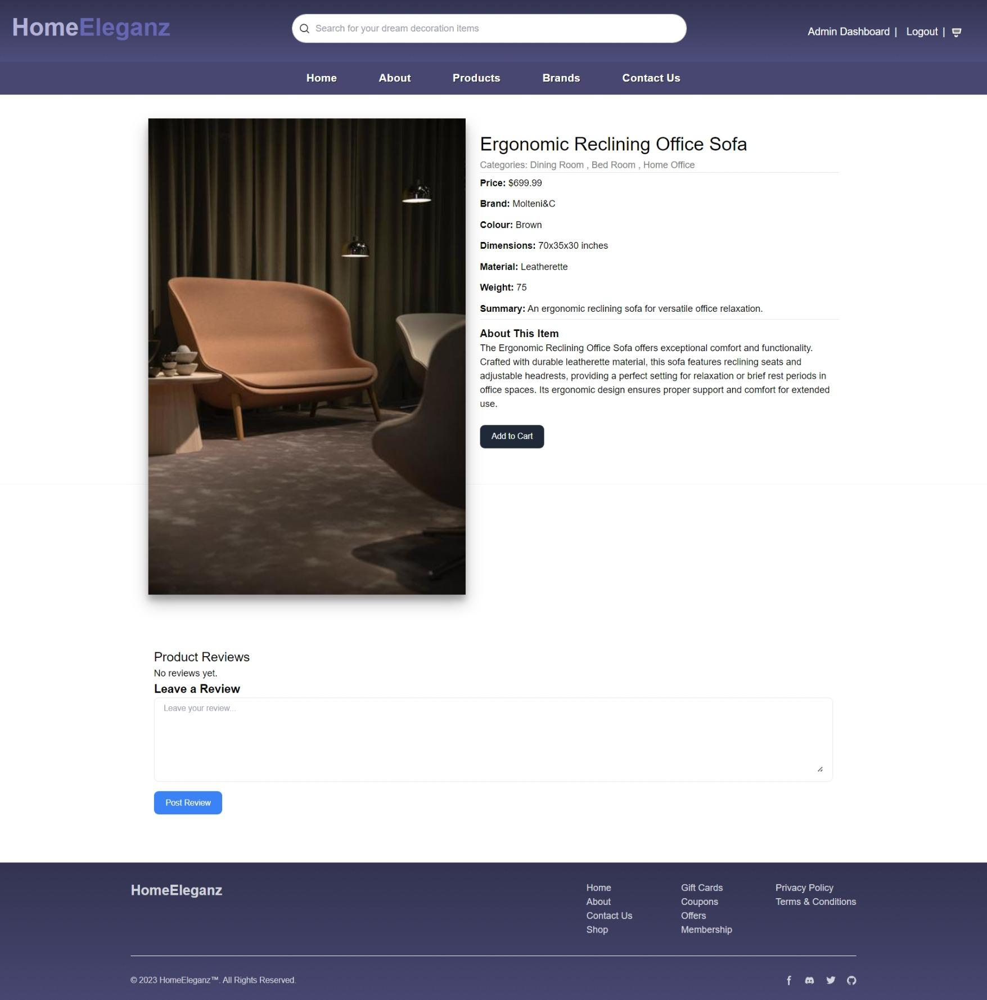 HomeEleganz
Search for your dream decoration items
Admin Dashboard | Logout |
Home About Products Brands Contact Us
Ergonomic Reclining Office Sofa
Categories: Dining Room , Bed Room , Home Office
Price: $699.99
Brand: Molteni&C
Colour: Brown
Dimensions: 70x35x30 inches
Material: Leatherette
Weight: 75
Summary: An ergonomic reclining sofa for versatile office relaxation.
About This Item
The Ergonomic Reclining Office Sofa offers exceptional comfort and functionality.
Crafted with durable leatherette material, this sofa features reclining seats and
adjustable headrests, providing a perfect setting for relaxation or brief rest periods in
office spaces. Its ergonomic design ensures proper support and comfort for extended
use.
Add to Cart
Product Reviews
No reviews yet.
Leave a Review
Leave your review...
Post Review
HomeEleganz
Home
About
Contact Us
Shop
Gift Cards
Coupons
Offers
Membership
Privacy Policy
Terms & Conditions
© 2023 HomeEleganz™. All Rights Reserved.